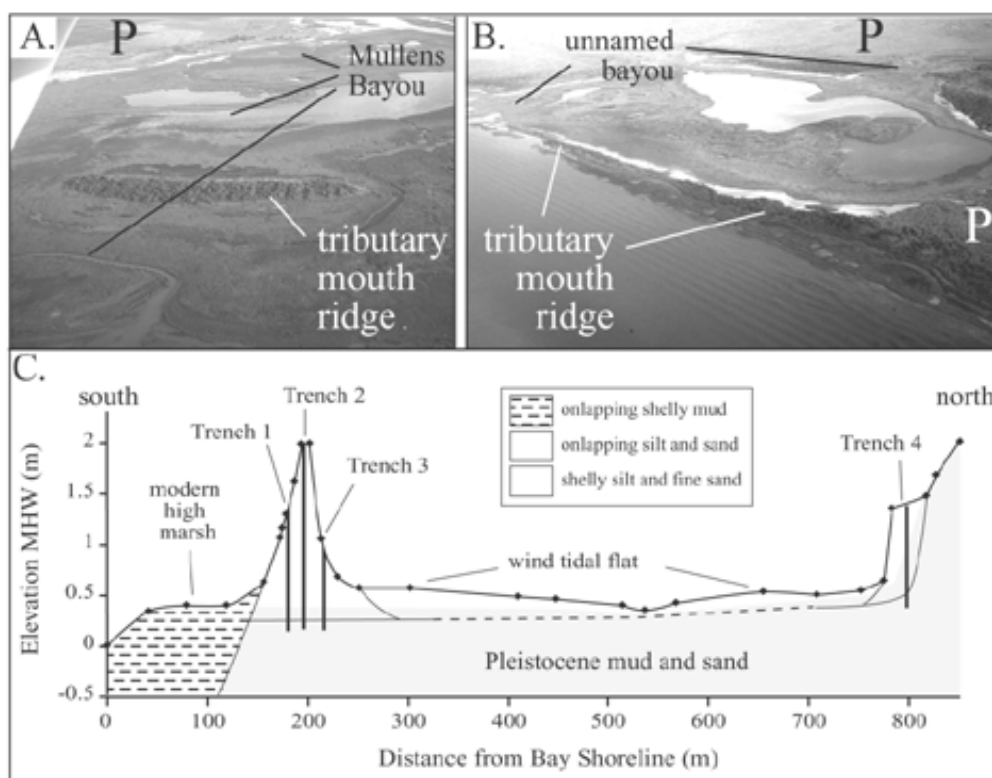 A.
P
Mullens
Bayou
tributary
mouth
ridge
B.
unnamed
bayou
P
P
tributary
mouth
ridge
C.
south
north
Trench 2
Trench 1
Trench 3
Trench 4
modern
high
marsh
onlapping shelly mud
onlapping silt and sand
shelly silt and fine sand
wind tidal flat
Pleistocene mud and sand
Elevation MHW (m)
2
1.5
1
0.5
0
-0.5
0
100
200
300
400
500
600
700
800
Distance from Bay Shoreline (m)